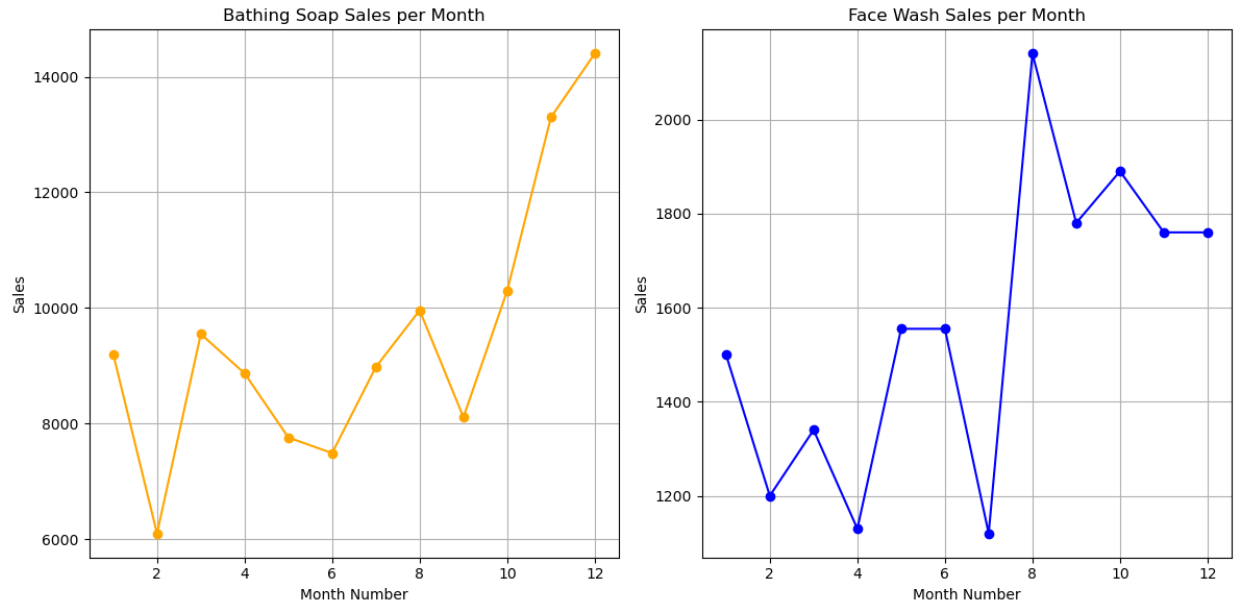 Bathing Soap Sales per Month
Sales
14000
12000
10000
8000
6000
2 4 6 8 10 12
Month Number
Face Wash Sales per Month
Sales
2000
1800
1600
1400
1200
2 4 6 8 10 12
Month Number